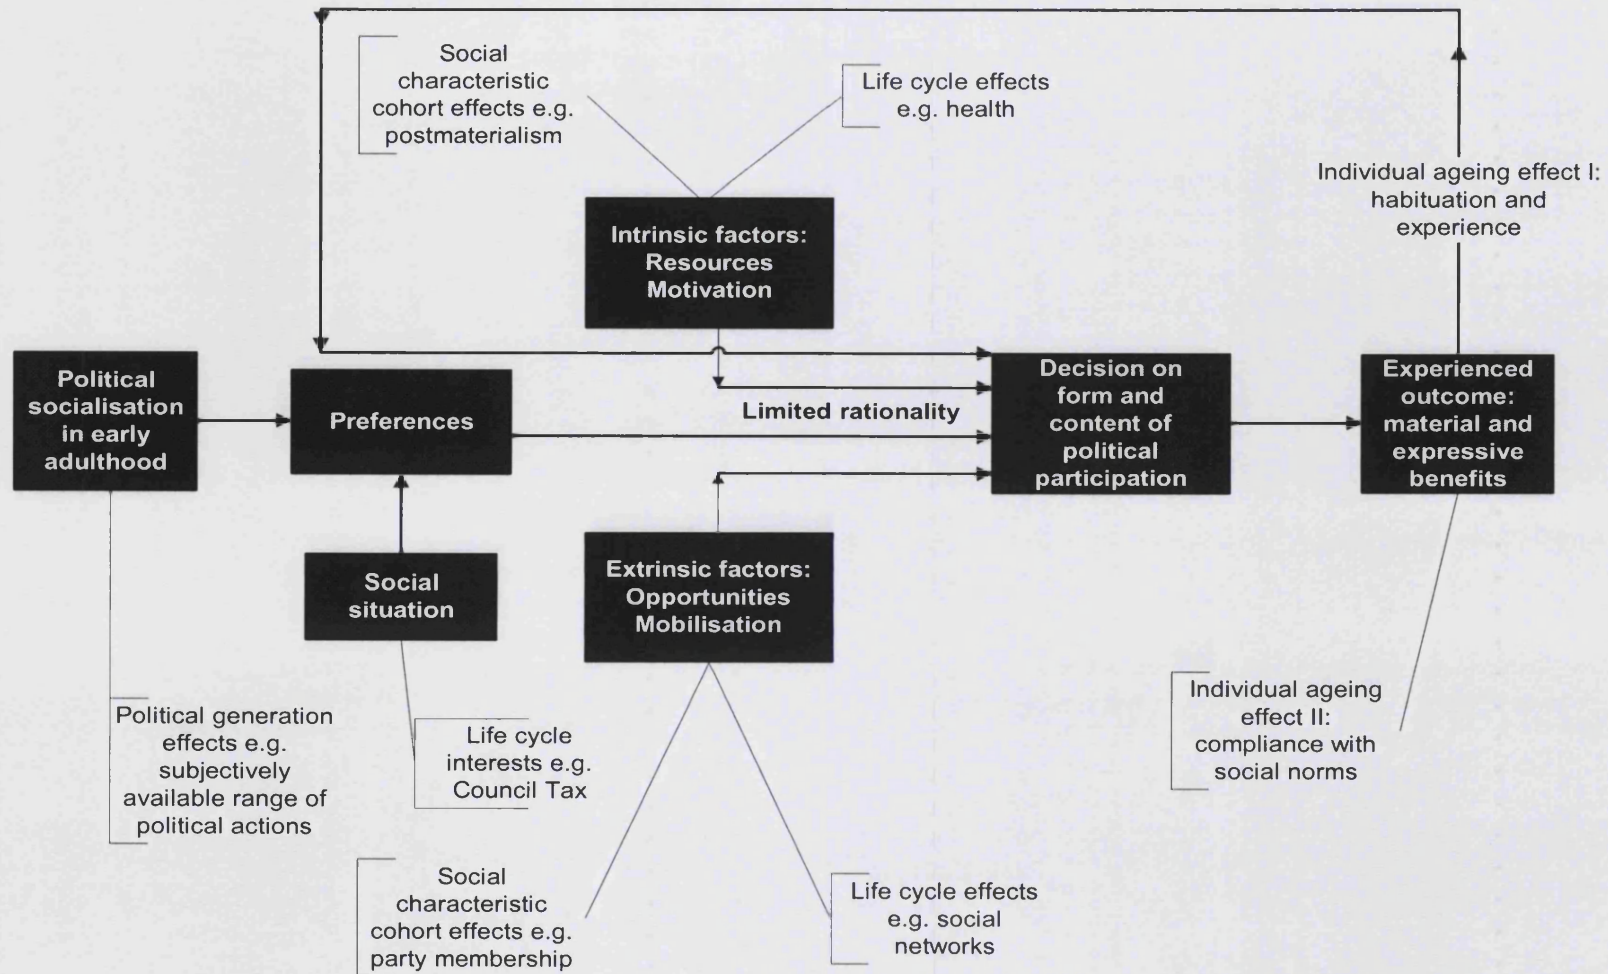 Social
characteristic
cohort effects e.g.
postmaterialism
Life cycle effects
e.g. health
Individual ageing effect I:
habituation and
experience
Intrinsic factors:
Resources
Motivation
Political
socialisation
in early
adulthood
Preferences
Limited rationality
Decision on
form and
content of
political
participation
Experienced
outcome:
material and
expressive
benefits
Social
situation
Extrinsic factors:
Opportunities
Mobilisation
Political generation
effects e.g.
subjectively
available range of
political actions
Life cycle
interests e.g.
Council Tax
Individual ageing
effect II:
compliance with
social norms
Social
characteristic
cohort effects e.g.
party membership
Life cycle effects
e.g. social
networks